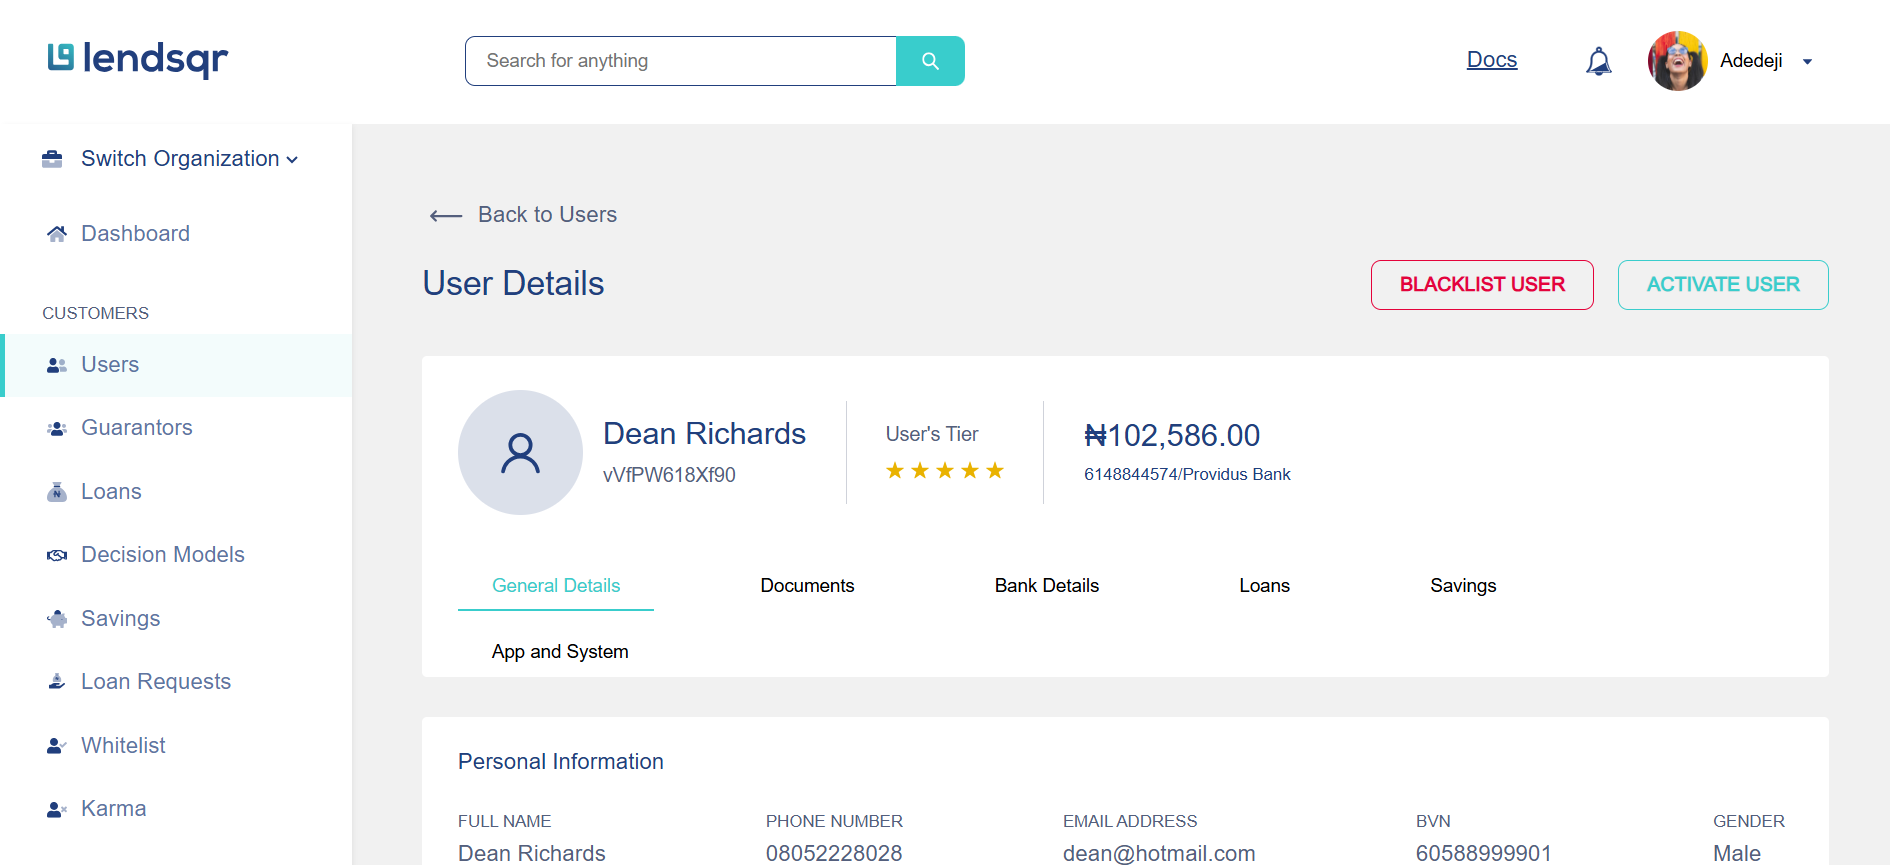 lendsqr
Search for anything
Docs
Adedeji
Switch Organization
Dashboard
CUSTOMERS
Users
Guarantors
Loans
Decision Models
Savings
Loan Requests
Whitelist
Karma
Back to Users
User Details
BLACKLIST USER
ACTIVATE USER
Dean Richards
vVfPW618Xf90
User's Tier
★★★★★
₦102,586.00
6148844574/Providus Bank
General Details
Documents
Bank Details
Loans
Savings
App and System
Personal Information
FULL NAME
Dean Richards
PHONE NUMBER
08052228028
EMAIL ADDRESS
dean@hotmail.com
BVN
60588999901
GENDER
Male